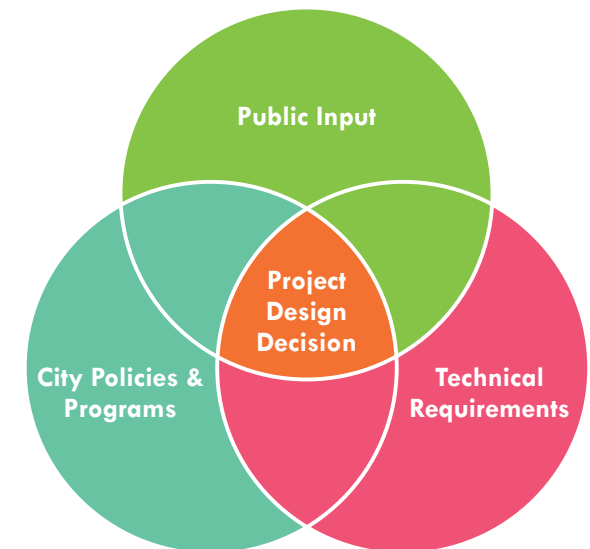 Public Input
Project
Design
Decision
City Policies &
Programs
Technical
Requirements